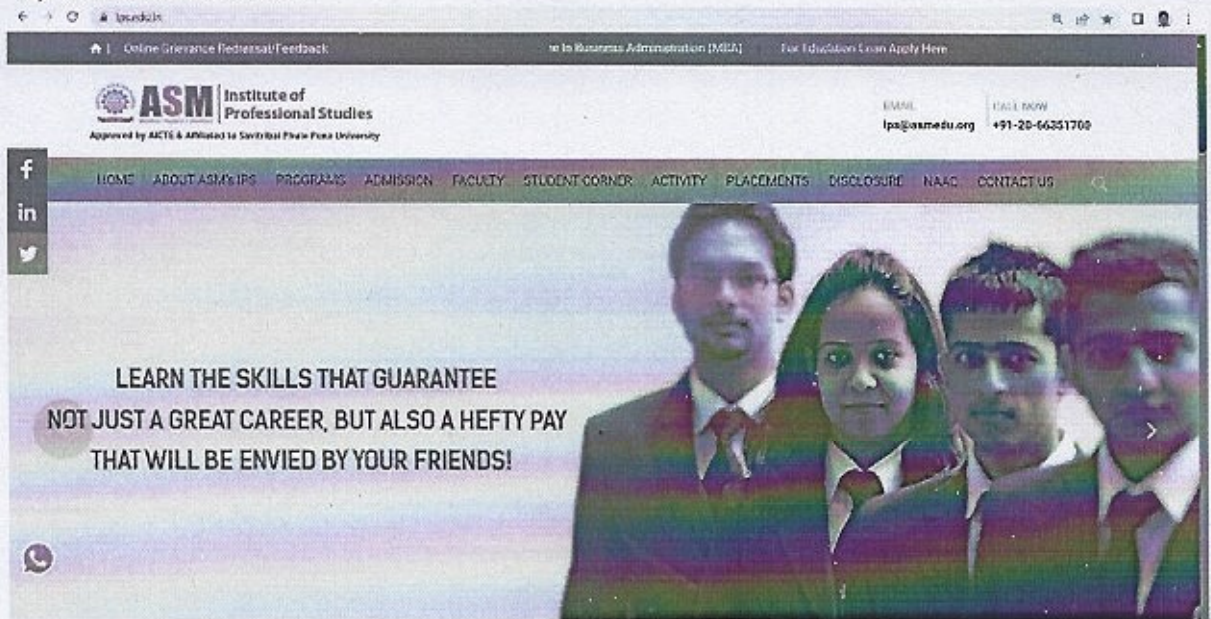 Online Grievance Redressal/Feedback
in Business Administration (MBA)
For Education Loan Apply Here
ASM
Institute of
Professional Studies
Approved by AICTE & Affiliated to Savitribai Phule Pune University
EMAIL
ips@asmedu.org
CALL NOW
+91-20-66351700
HOME ABOUT ASM's IPS PROGRAMS ADMISSION FACULTY STUDENT CORNER ACTIVITY PLACEMENTS DISCLOSURE NAAC CONTACT US
f
in
LEARN THE SKILLS THAT GUARANTEE
NOT JUST A GREAT CAREER, BUT ALSO A HEFTY PAY
THAT WILL BE ENVIED BY YOUR FRIENDS!